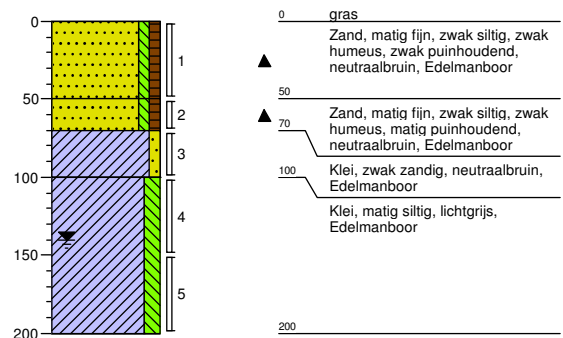 0
50
100
150
200
1
2
3
4
5
0 gras
Zand, matig fijn, zwak siltig, zwak
humeus, zwak puinhoudend,
neutraalbruin, Edelmanboor
50
Zand, matig fijn, zwak siltig, zwak
humeus, matig puinhoudend,
neutraalbruin, Edelmanboor
70
Klei, zwak zandig, neutraalbruin,
Edelmanboor
100
Klei, matig siltig, lichtgrijs,
Edelmanboor
200